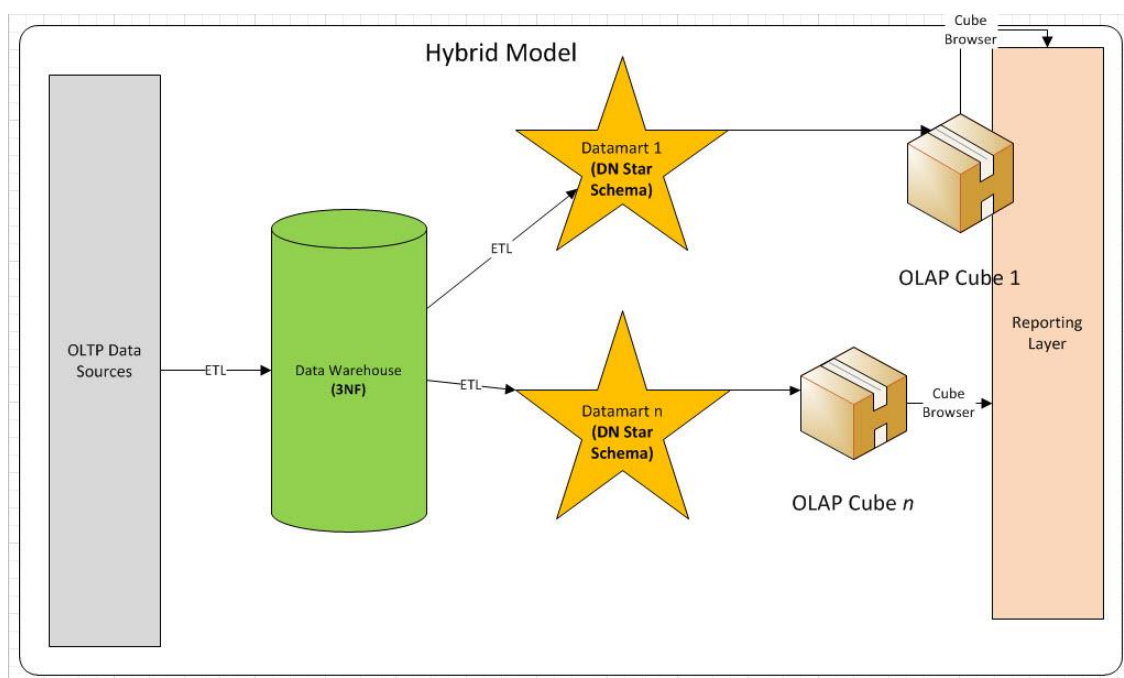 Cube
Browser
Hybrid Model
Datamart 1
(DN Star
Schema)
ETL
OLAP Cube 1
OLTP Data
Sources
ETL
Data Warehouse
(3NF)
ETL
Datamart n
(DN Star
Schema)
Cube
Browser
OLAP Cube n
Reporting
Layer